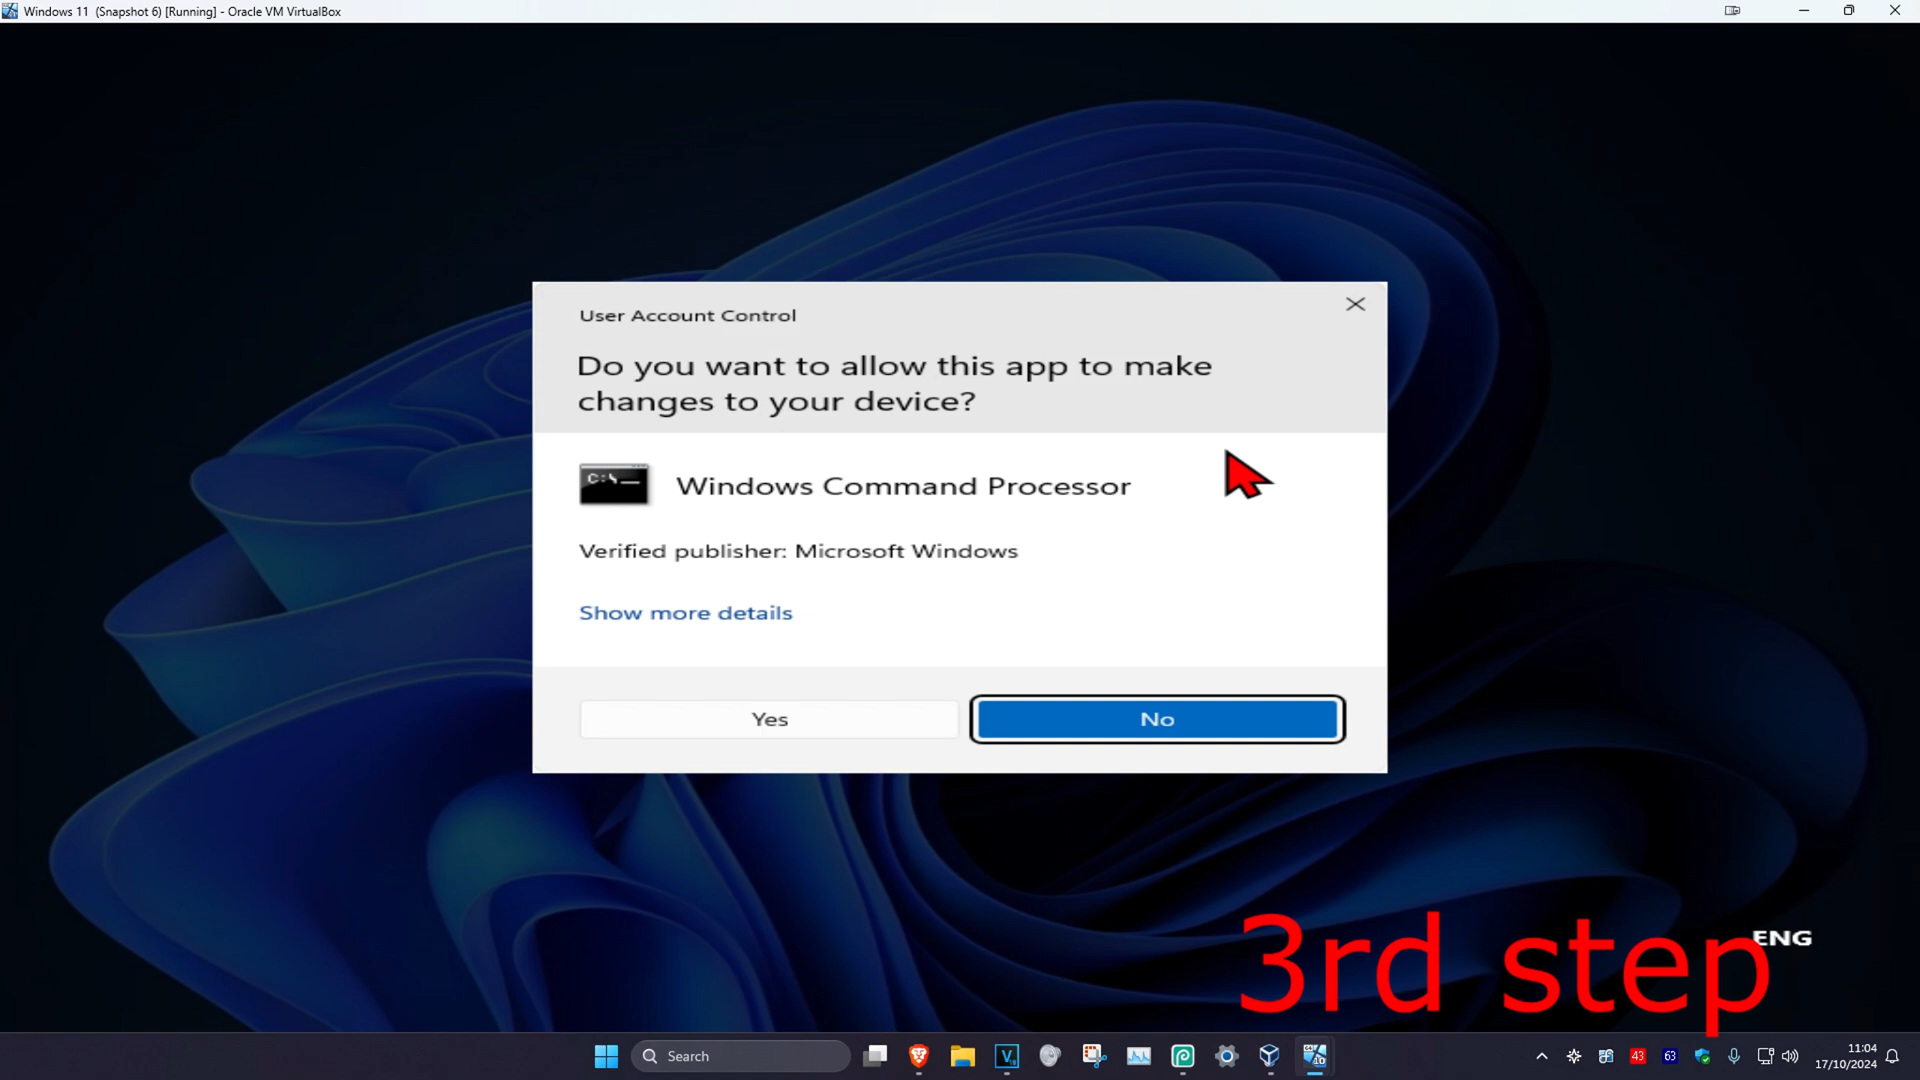 Windows 11 (Snapshot 6) [Running] - Oracle VM VirtualBox
User Account Control
Do you want to allow this app to make
changes to your device?
C:\
Windows Command Processor
Verified publisher: Microsoft Windows
Show more details
Yes
No
ENG
3rd step
Search
43
63
11:04
17/10/2024